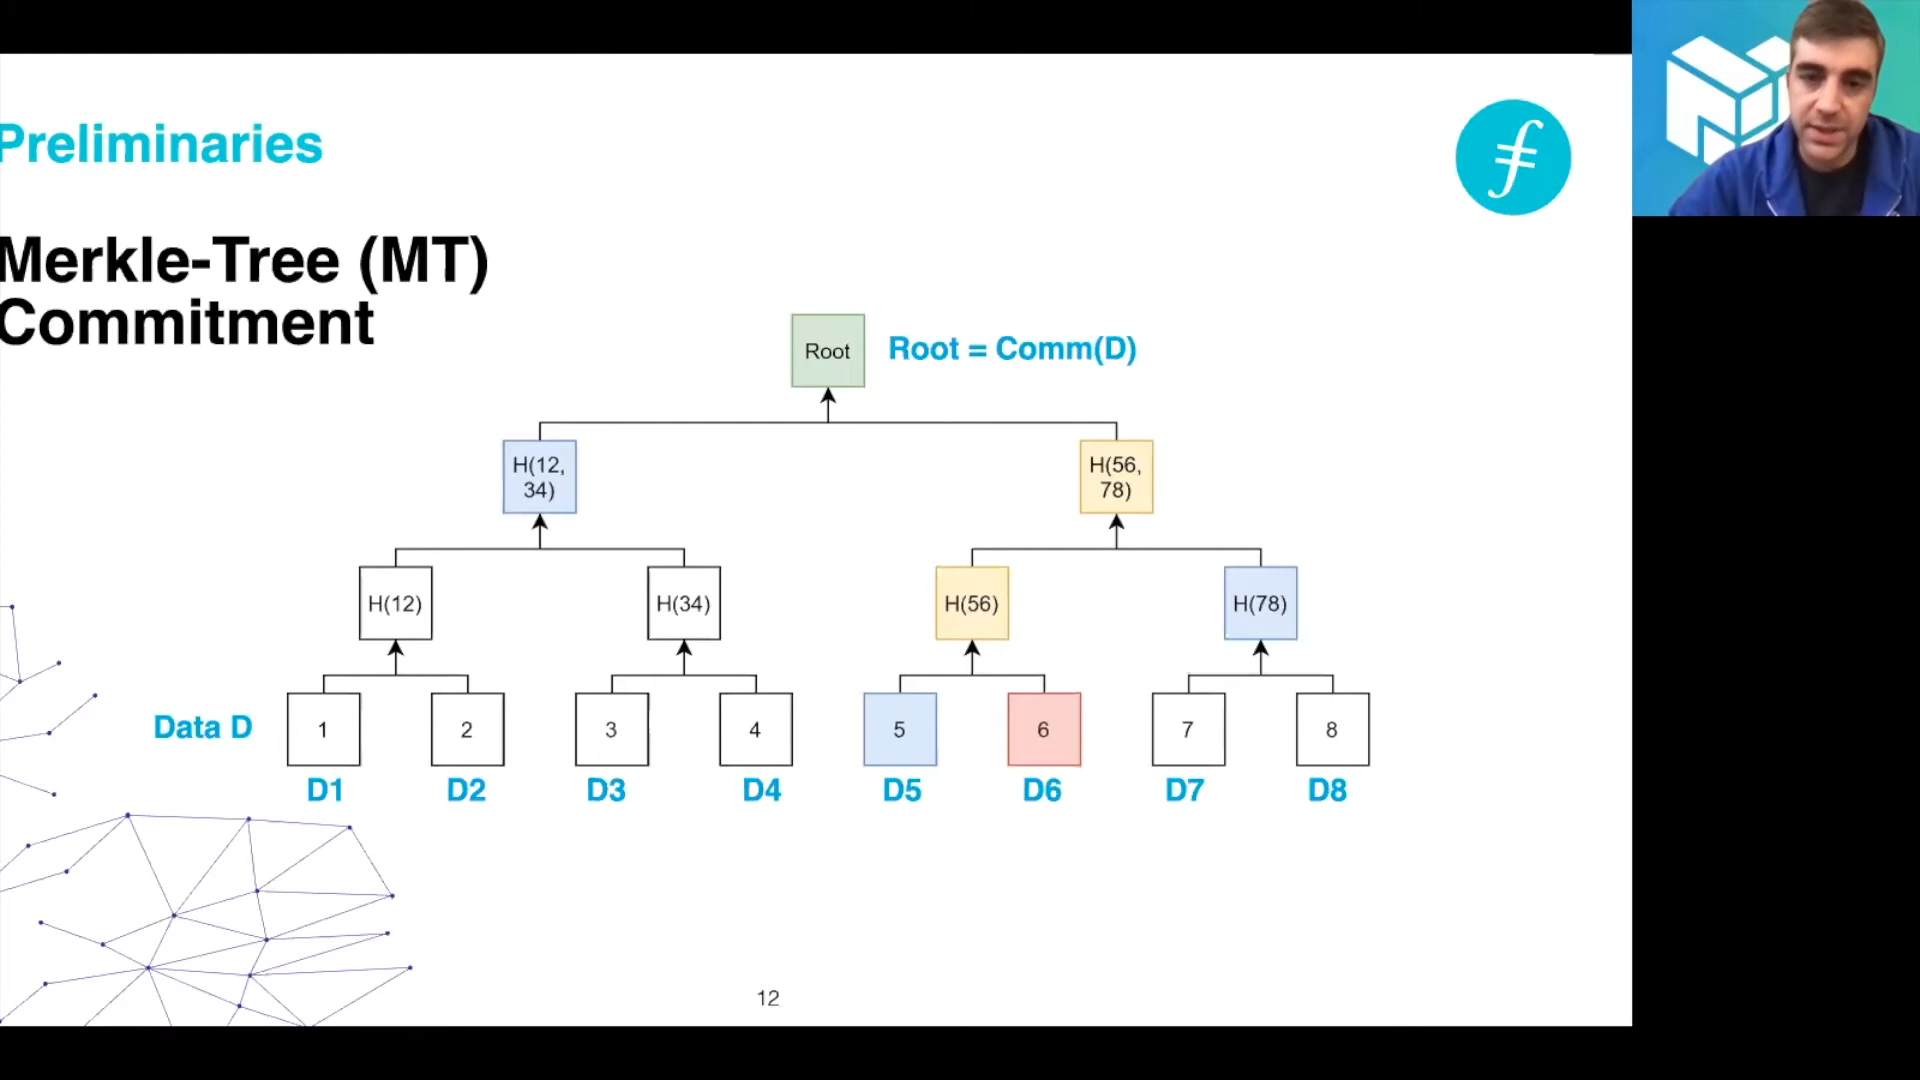 Preliminaries
Merkle-Tree (MT)
Commitment
Root
Root = Comm(D)
H(12,
34)
H(56,
78)
H(12)
H(34)
H(56)
H(78)
Data D
1
2
3
4
5
6
7
8
D1
D2
D3
D4
D5
D6
D7
D8
12